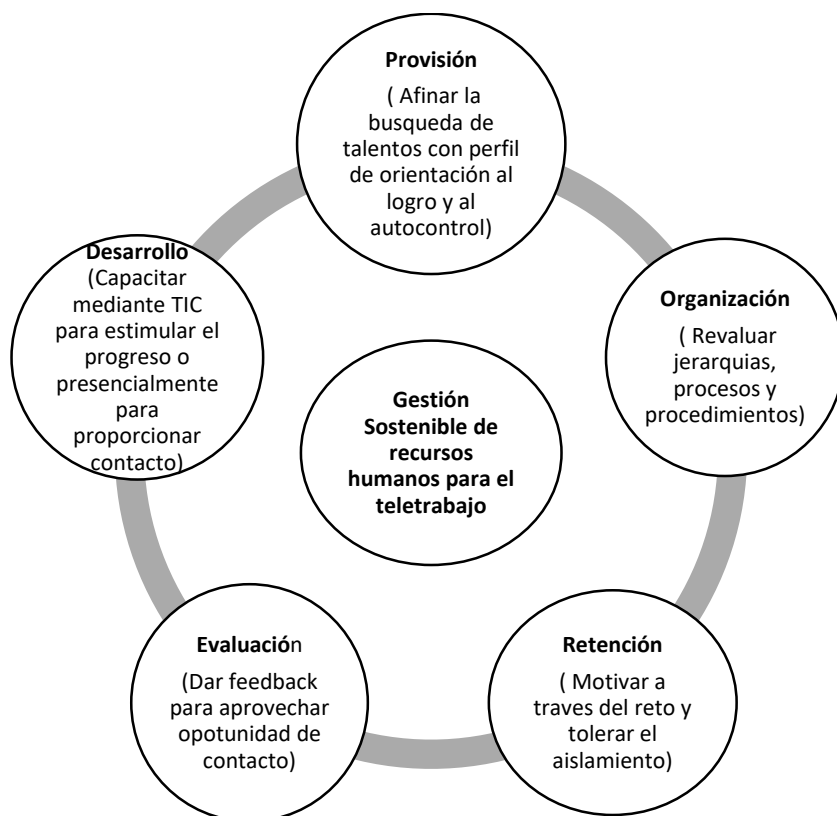 Provisión
( Afinar la
busqueda de
talentos con perfil
de orientación al
logro y al
autocontrol)
Organización
( Revaluar
jerarquias,
procesos y
procedimientos)
Retención
( Motivar a
traves del reto y
tolerar el
aislamiento)
Evaluación
(Dar feedback
para aprovechar
opotunidad de
contacto)
Desarrollo
(Capacitar
mediante TIC
para estimular el
progreso o
presencialmente
para
proporcionar
contacto)
Gestión
Sostenible de
recursos
humanos para el
teletrabajo